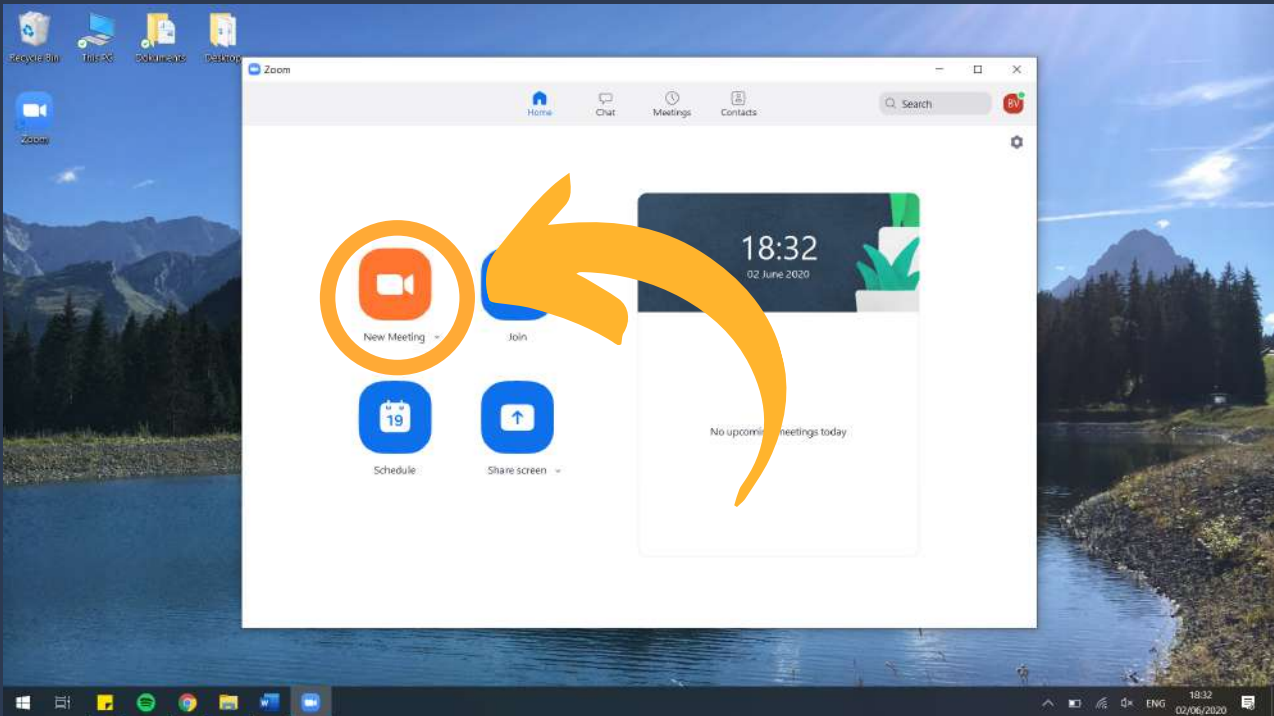 Recycle Bin
This PC
Dokuments
Desktop
Zoom
Zoom
Home
Chat
Meetings
Contacts
Search
BV
18:32
02 June 2020
New Meeting
Join
19
Schedule
Share screen
No upcoming meetings today
W
ENG
18:32
02/06/2020